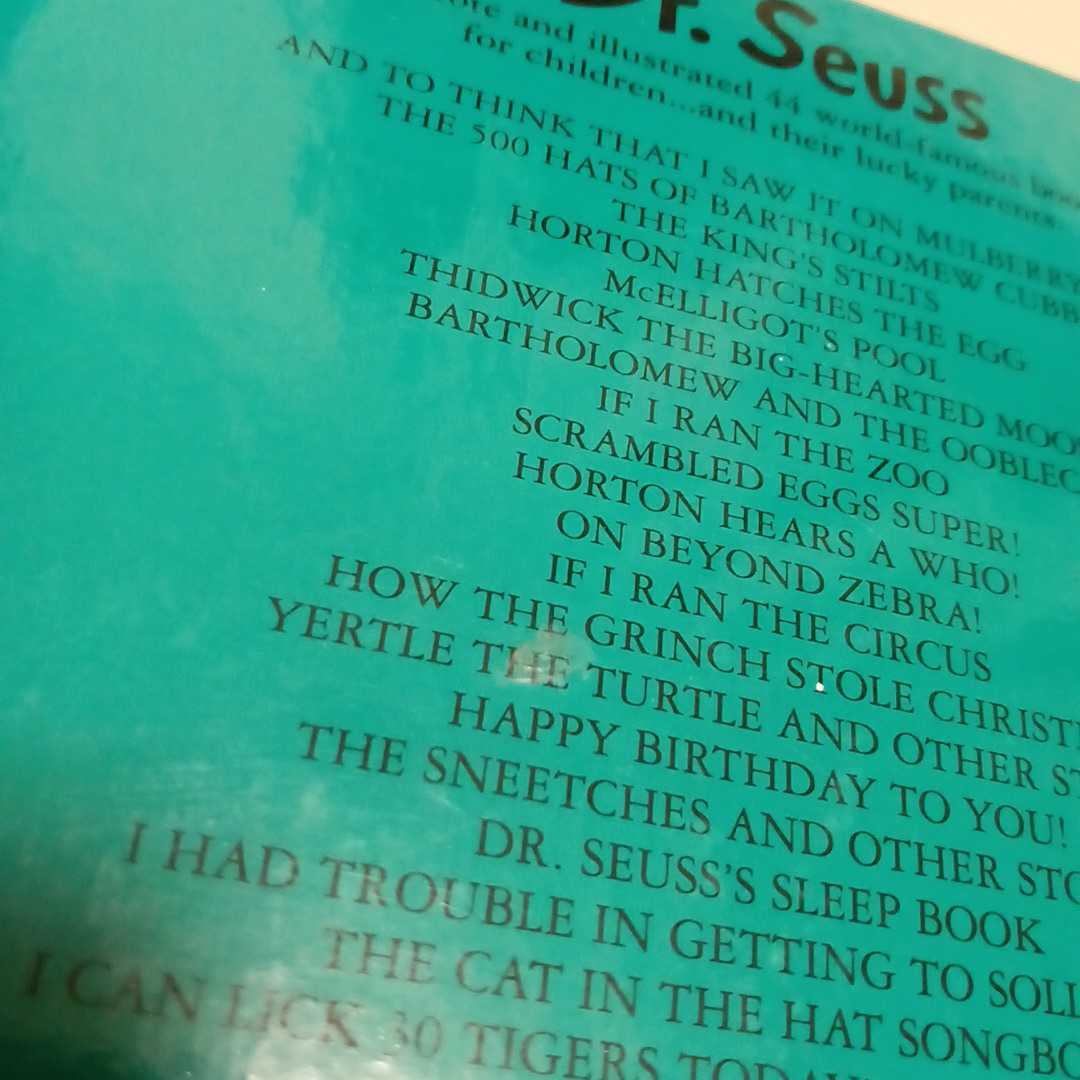 Dr. Seuss
and illustrated 44 world-famous
for children...and their lucky parents.
AND TO THINK THAT I SAW IT ON MULBERRY
THE 500 HATS OF BARTHOLOMEW CUBB
THE KING'S STILTS
HORTON HATCHES THE EGG
McELLIGOT'S POOL
THIDWICK THE BIG-HEARTED MOO
BARTHOLOMEW AND THE OOBLEC
IF I RAN THE ZOO
SCRAMBLED EGGS SUPER!
HORTON HEARS A WHO!
ON BEYOND ZEBRA!
IF I RAN THE CIRCUS
HOW THE GRINCH STOLE CHRIST
YERTLE THE TURTLE AND OTHER ST
HAPPY BIRTHDAY TO YOU!
THE SNEETCHES AND OTHER STO
DR. SEUSS'S SLEEP BOOK
I HAD TROUBLE IN GETTING TO SOLL
THE CAT IN THE HAT SONGBO
I CAN LICK 30 TIGERS TODAY